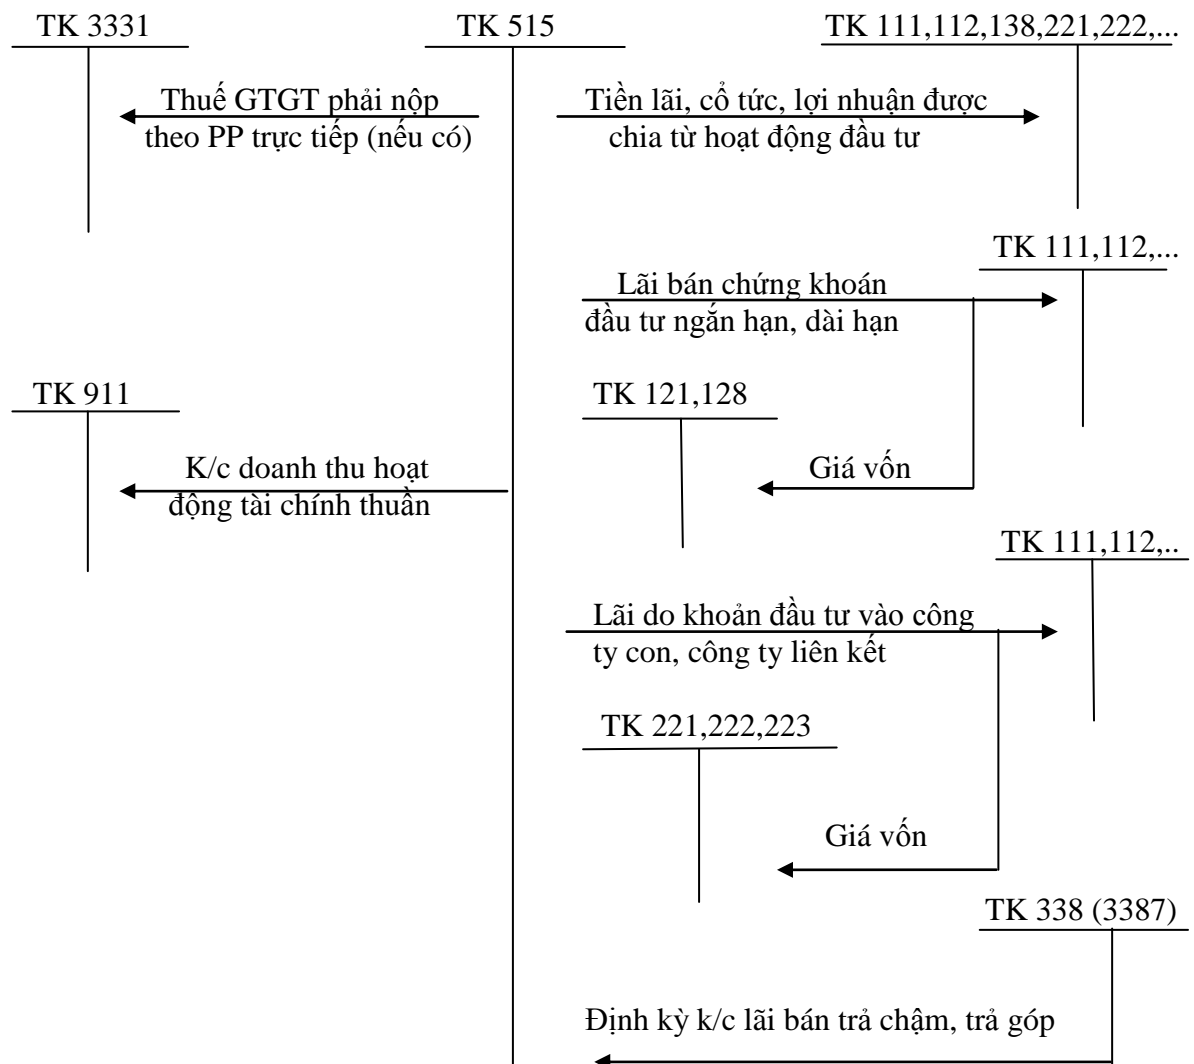 TK 3331
TK 515
TK 111,112,138,221,222,...
Thuế GTGT phải nộp
theo PP trực tiếp (nếu có)
Tiền lãi, cổ tức, lợi nhuận được
chia từ hoạt động đầu tư
TK 111,112,...
Lãi bán chứng khoán
đầu tư ngắn hạn, dài hạn
TK 911
TK 121,128
K/c doanh thu hoạt
động tài chính thuần
Giá vốn
TK 111,112,..
Lãi do khoản đầu tư vào công
ty con, công ty liên kết
TK 221,222,223
Giá vốn
TK 338 (3387)
Định kỳ k/c lãi bán trả chậm, trả góp